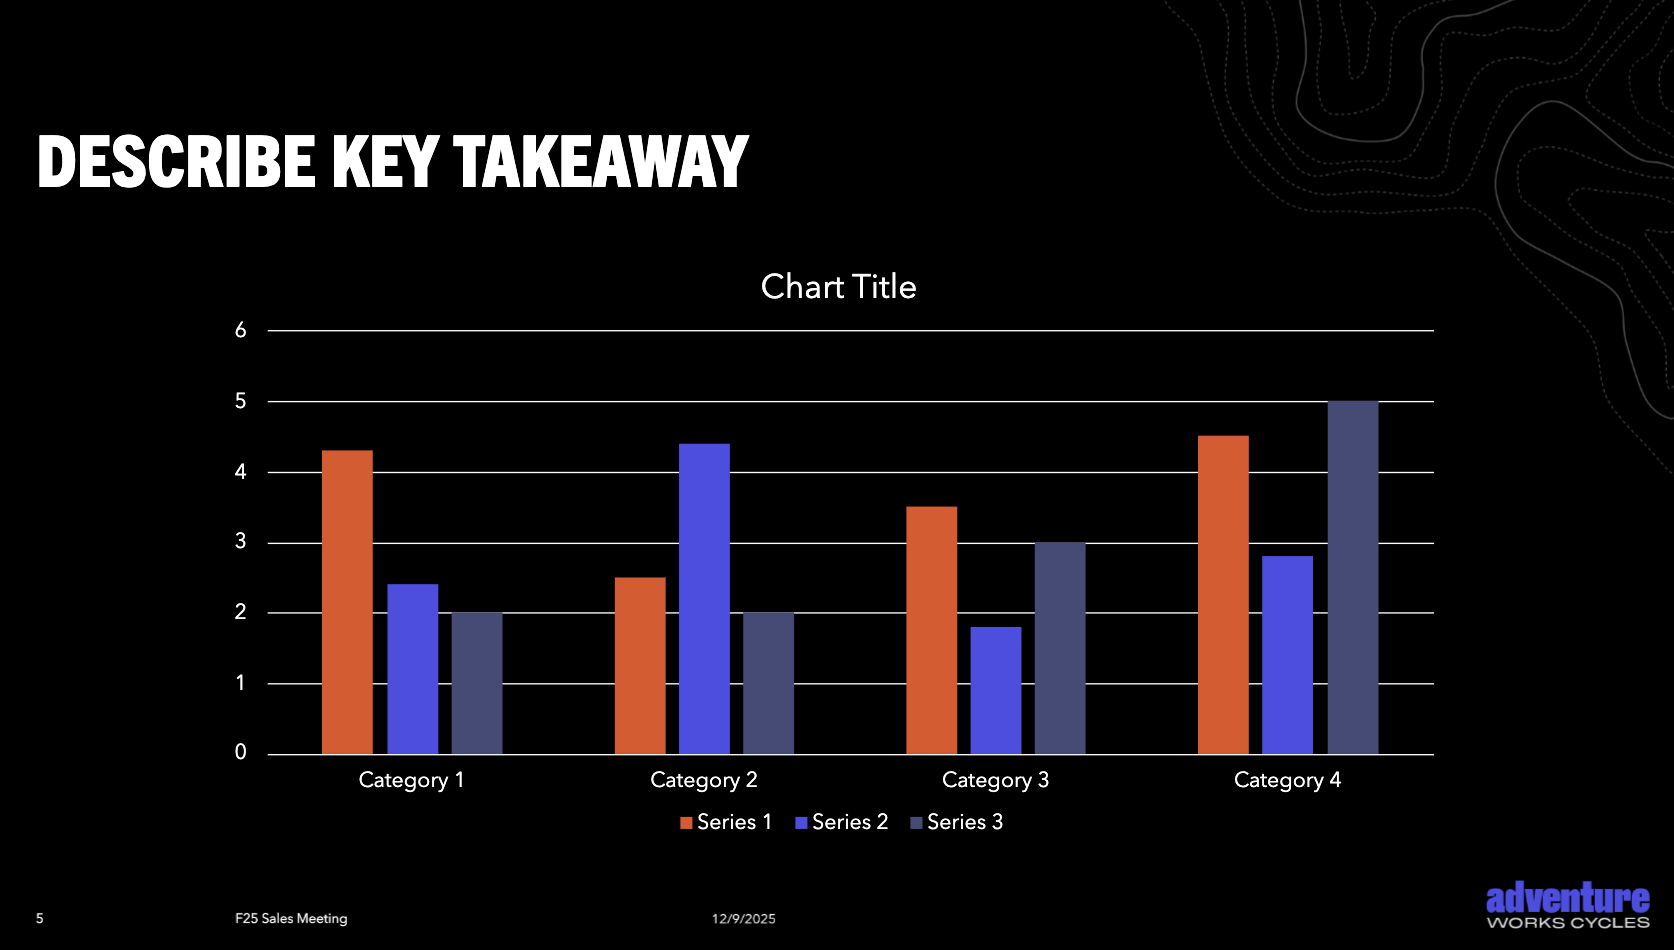 DESCRIBE KEY TAKEAWAY
Chart Title
6
5
4
3
2
1
0
Category 1 Category 2 Category 3 Category 4
Series 1 Series 2 Series 3
5 F25 Sales Meeting 12/9/2025
adventure
WORKS CYCLES